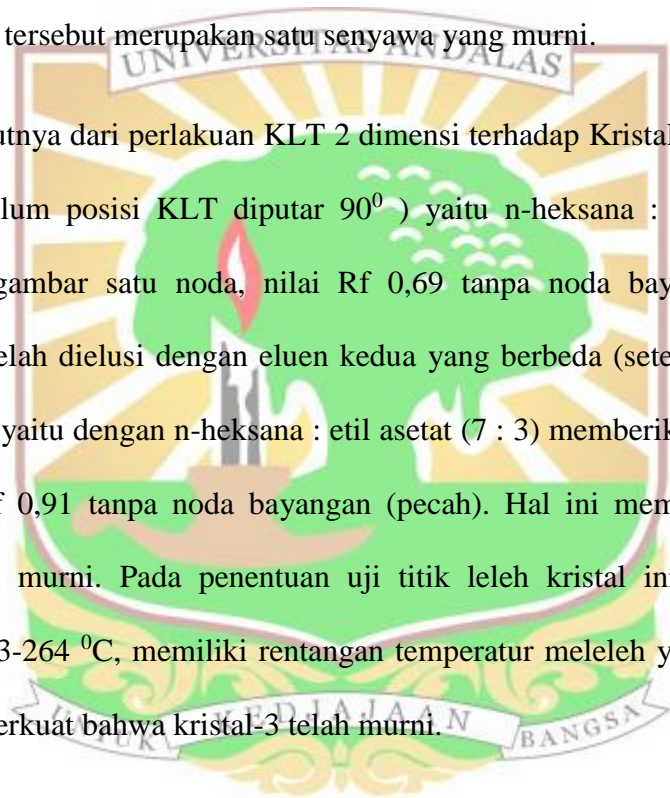 tersebut merupakan satu senyawa yang murni.
UNIVERSITAS ANDALAS
utnya dari perlakuan KLT 2 dimensi terhadap Kristal
lum posisi KLT diputar 90⁰ ) yaitu n-heksana :
gambar satu noda, nilai Rf 0,69 tanpa noda bay
elah dielusi dengan eluen kedua yang berbeda (sete
yaitu dengan n-heksana : etil asetat (7 : 3) memberik
f 0,91 tanpa noda bayangan (pecah). Hal ini mem
murni. Pada penentuan uji titik leleh kristal ini
3-264 ⁰C, memiliki rentangan temperatur meleleh y
erkuat bahwa kristal-3 telah murni.
UNTUK KEDJAJAAN BANGSA